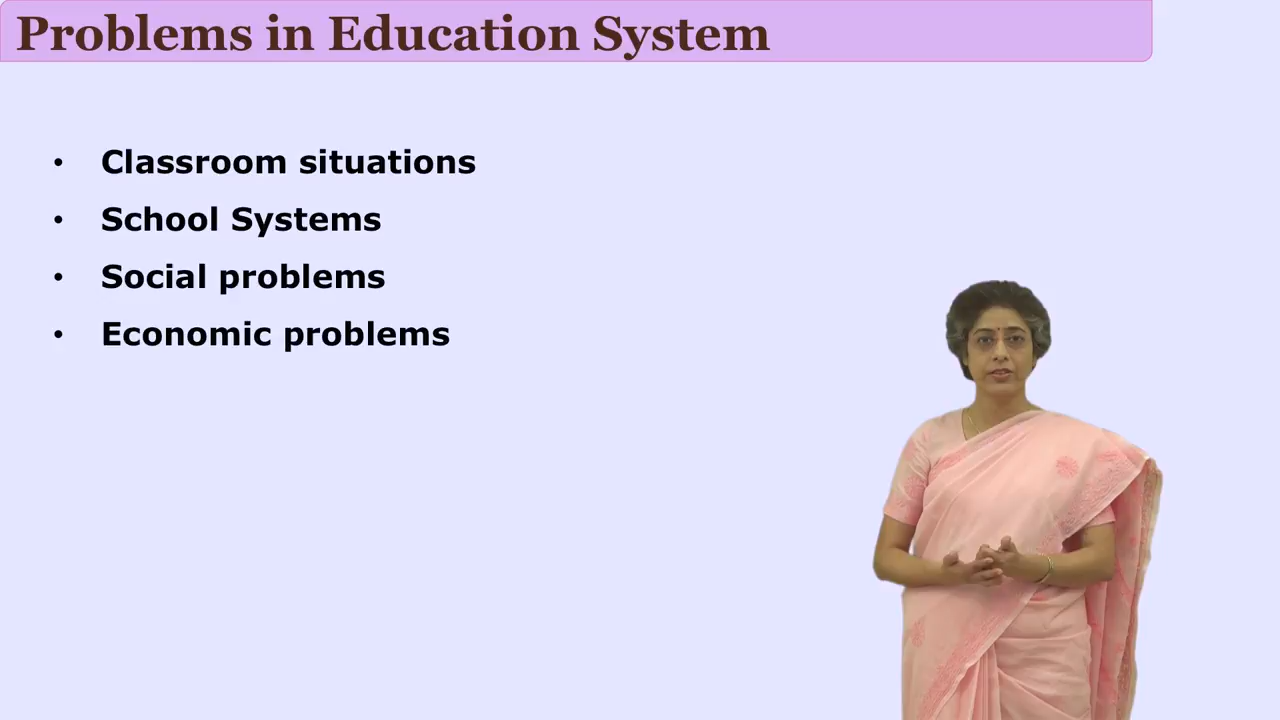 Problems in Education System
• Classroom situations
• School Systems
• Social problems
• Economic problems